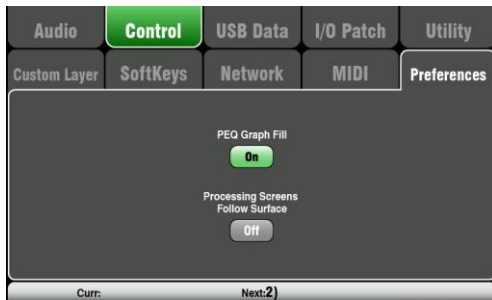 Audio Control USB Data I/O Patch Utility
Custom Layer SoftKeys Network MIDI Preferences
PEQ Graph Fill
On
Processing Screens
Follow Surface
Off
Curr: Next:2)